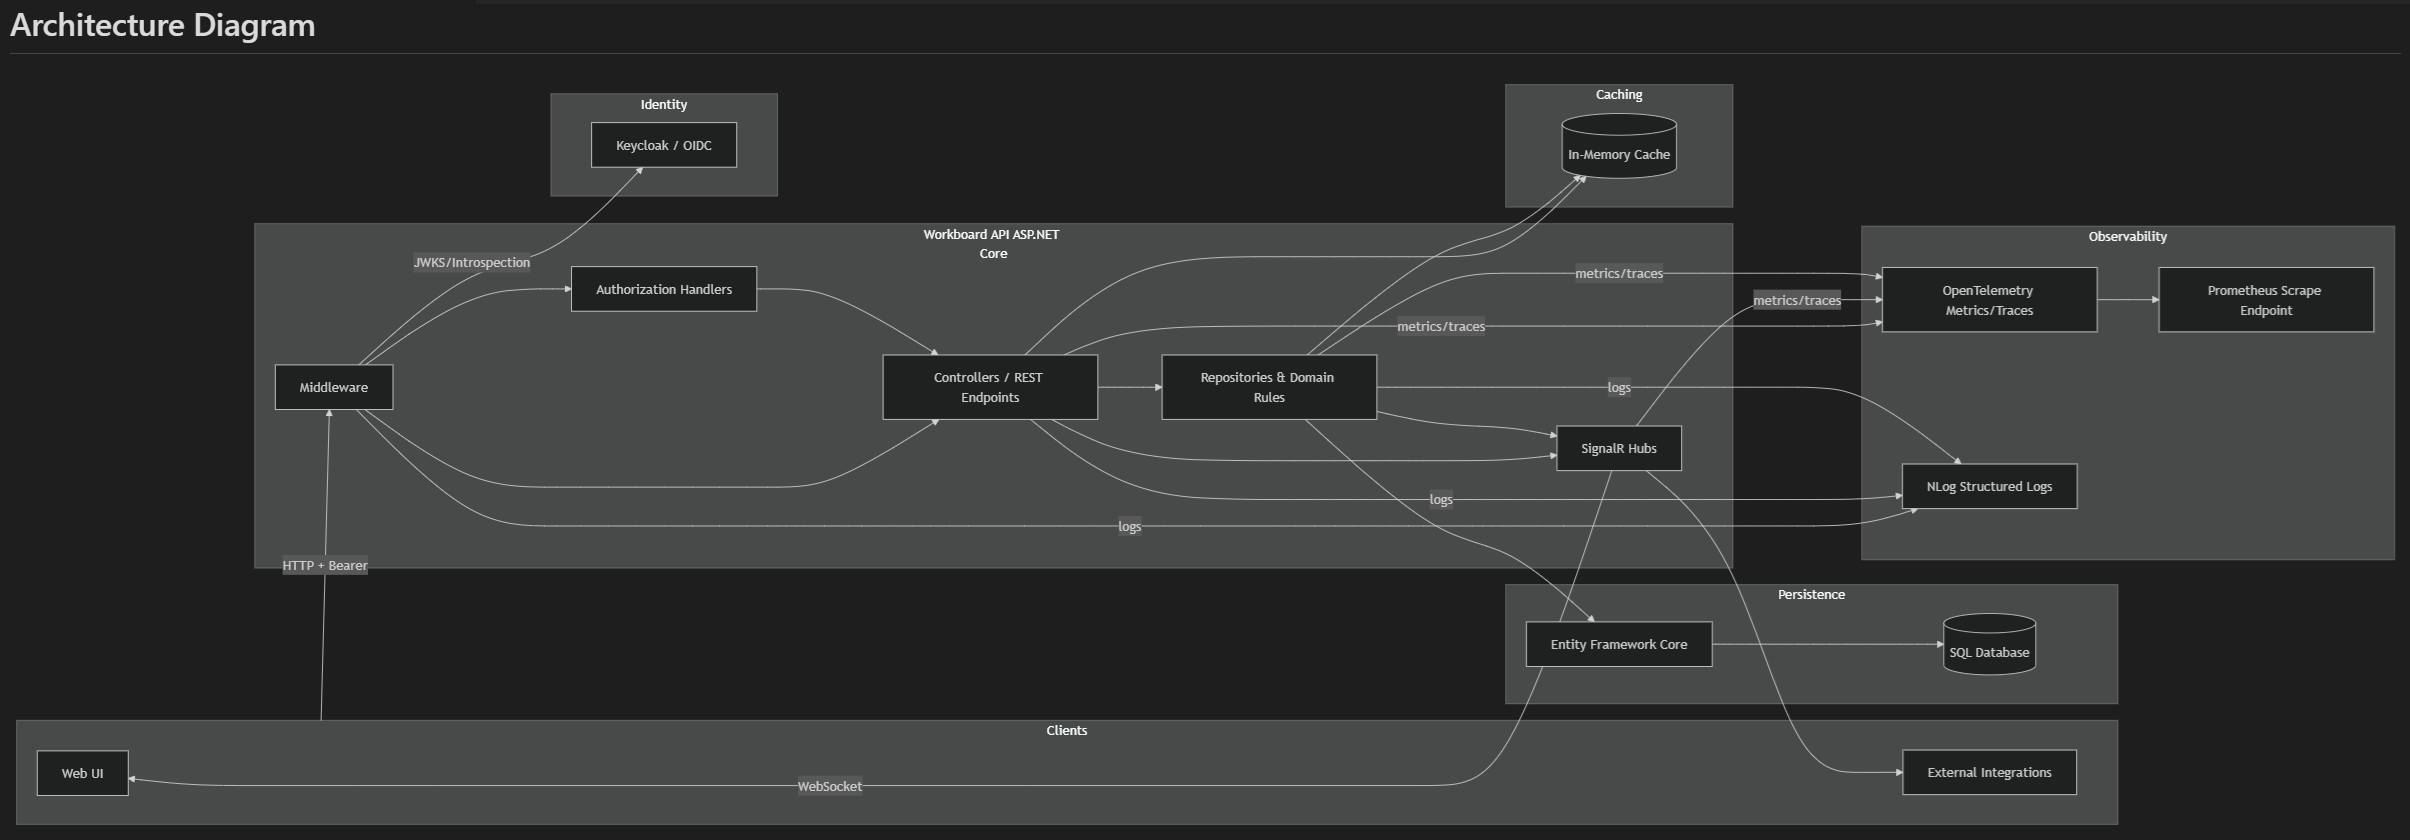 Architecture Diagram
Identity
Keycloak / OIDC
Caching
In-Memory Cache
Workboard API ASP.NET
Core
JWKS/Introspection
Authorization Handlers
Middleware
Controllers / REST
Endpoints
Repositories & Domain
Rules
SignalR Hubs
metrics/traces
metrics/traces
metrics/traces
logs
logs
logs
HTTP + Bearer
Observability
OpenTelemetry
Metrics/Traces
Prometheus Scrape
Endpoint
NLog Structured Logs
Persistence
Entity Framework Core
SQL Database
Clients
Web UI
WebSocket
External Integrations